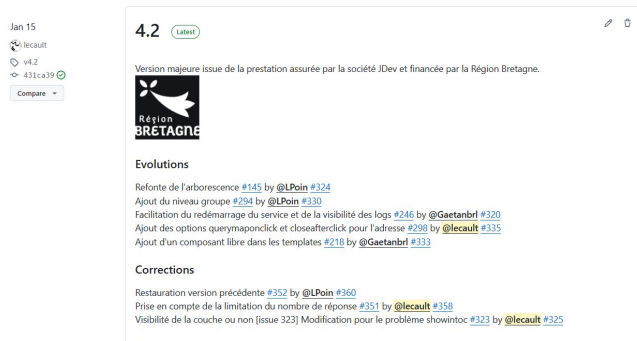 Jan 15
lecault
v4.2
431ca39
Compare
4.2 Latest
Version majeure issue de la prestation assurée par la société JDev et financée par la Région Bretagne.
Région
BRETAGNE
Evolutions
Refonte de l'arborescence #145 by @LPoin #324
Ajout du niveau groupe #294 by @LPoin #330
Facilitation du redémarrage du service et de la visibilité des logs #246 by @Gaetanbrl #320
Ajout des options querymaponclick et closeafterclick pour l'adresse #298 by @lecault #335
Ajout d'un composant libre dans les templates #218 by @Gaetanbrl #333
Corrections
Restauration version précédente #352 by @LPoin #360
Prise en compte de la limitation du nombre de réponse #351 by @lecault #358
Visibilité de la couche ou non [issue 323] Modification pour le problème showintoc #323 by @lecault #325